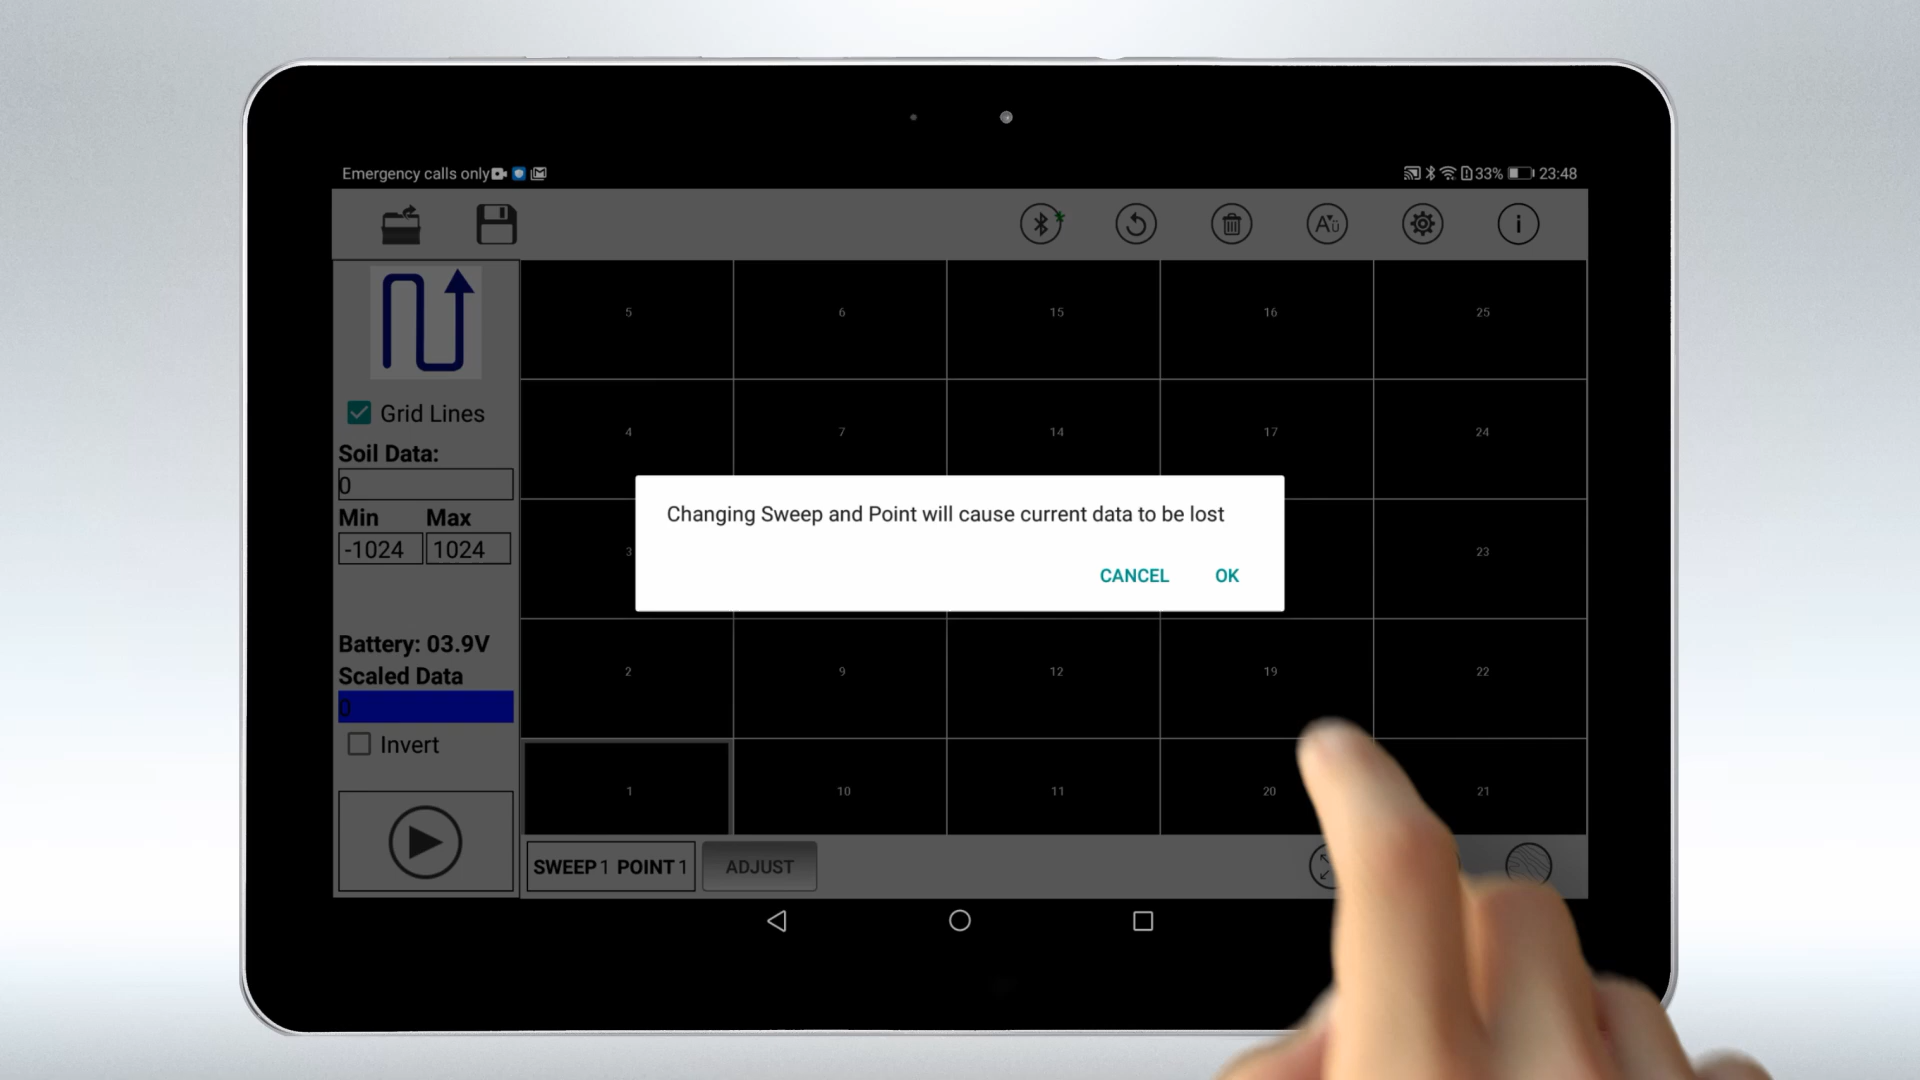 Emergency calls only
33% 23:48
Aü
i
5 6 15 16 25
Grid Lines
4 7 14 17 24
Soil Data:
0
Min Max
-1024 1024
Changing Sweep and Point will cause current data to be lost
3 23
CANCEL OK
Battery: 03.9V
Scaled Data
0
2 9 12 19 22
Invert
1 10 11 20 21
SWEEP 1 POINT 1 ADJUST